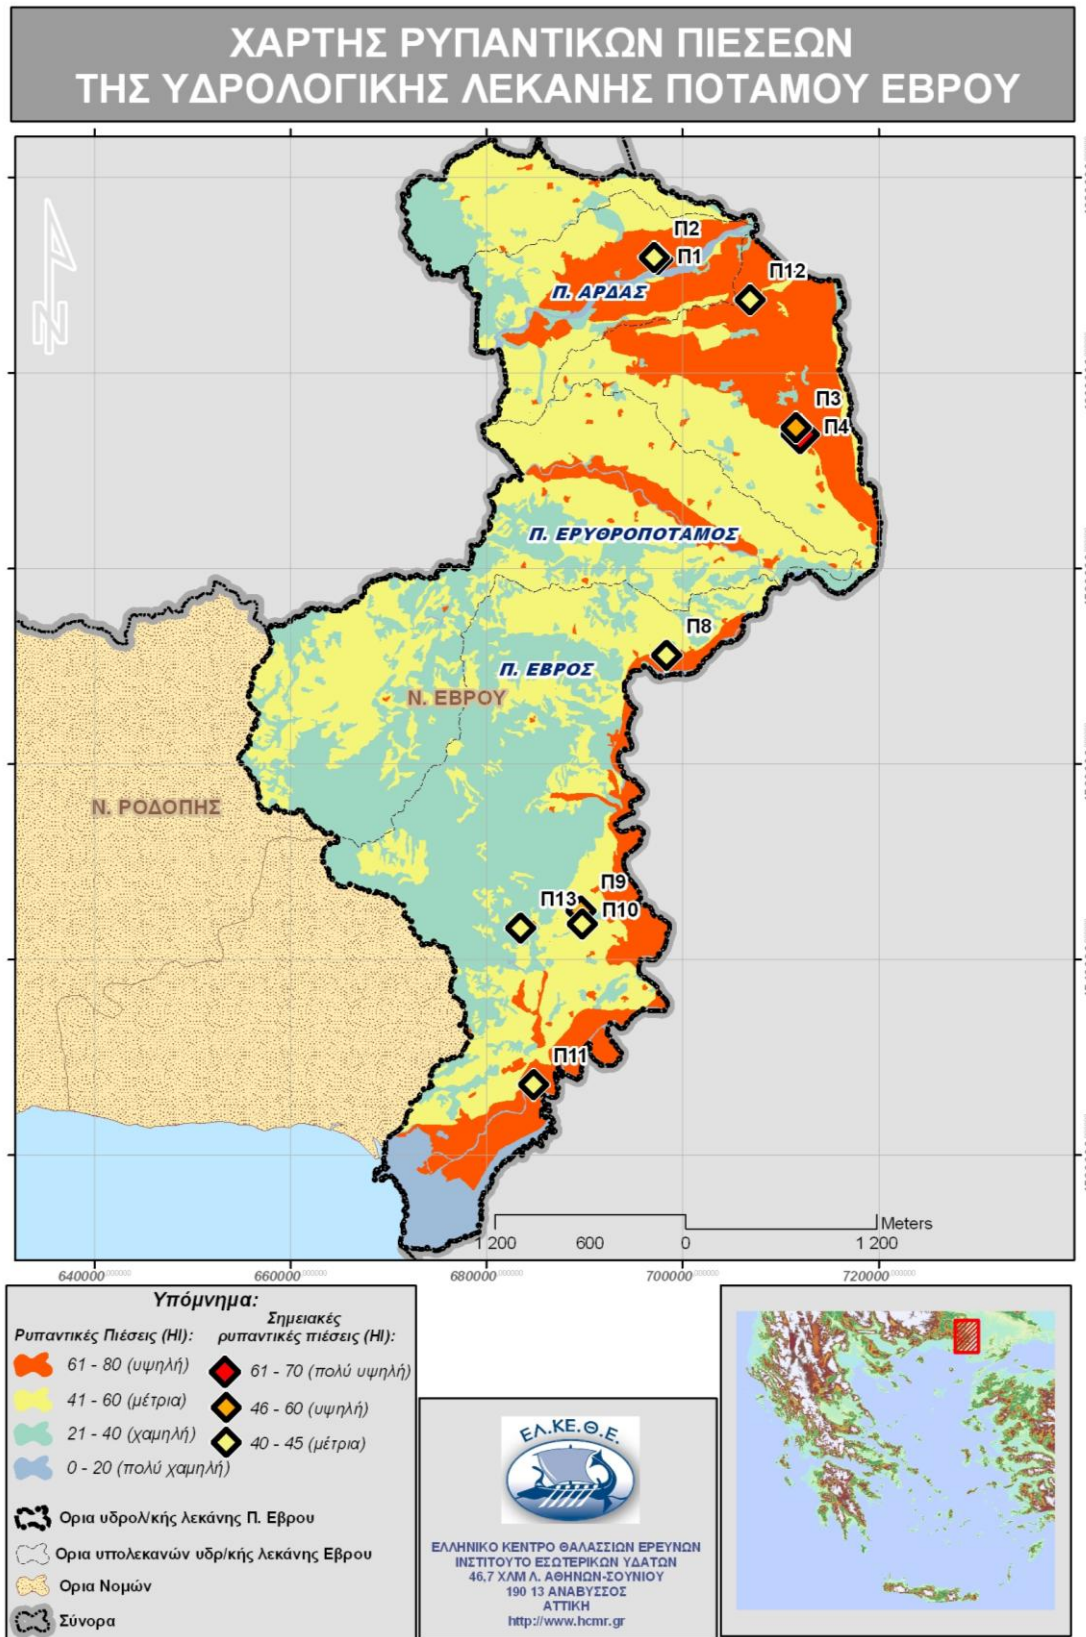 ΧΑΡΤΗΣ ΡΥΠΑΝΤΙΚΩΝ ΠΙΕΣΕΩΝ
ΤΗΣ ΥΔΡΟΛΟΓΙΚΗΣ ΛΕΚΑΝΗΣ ΠΟΤΑΜΟΥ ΕΒΡΟΥ
Π2
Π1
Π12
Π. ΑΡΔΑΣ
Π3
Π4
Π. ΕΡΥΘΡΟΠΟΤΑΜΟΣ
Π8
Π. ΕΒΡΟΣ
Ν. ΕΒΡΟΥ
Ν. ΡΟΔΟΠΗΣ
Π9
Π13
Π10
Π11
Meters
1 200 600 0 1 200
640000 660000 680000 700000 720000
Υπόμνημα:
Ρυπαντικές Πιέσεις (HI):
61 - 80 (υψηλή)
41 - 60 (μέτρια)
21 - 40 (χαμηλή)
0 - 20 (πολύ χαμηλή)
Σημειακές
ρυπαντικές πιέσεις (HI):
61 - 70 (πολύ υψηλή)
46 - 60 (υψηλή)
40 - 45 (μέτρια)
Ορια υδρολ/κής λεκάνης Π. Εβρου
Ορια υπολεκανών υδρ/κής λεκάνης Εβρου
Ορια Νομών
Σύνορα
ΕΛ.ΚΕ.Θ.Ε.
ΕΛΛΗΝΙΚΟ ΚΕΝΤΡΟ ΘΑΛΑΣΣΙΩΝ ΕΡΕΥΝΩΝ
ΙΝΣΤΙΤΟΥΤΟ ΕΣΩΤΕΡΙΚΩΝ ΥΔΑΤΩΝ
46,7 ΧΛΜ Λ. ΑΘΗΝΩΝ-ΣΟΥΝΙΟΥ
190 13 ΑΝΑΒΥΣΣΟΣ
ΑΤΤΙΚΗ
http://www.hcmr.gr